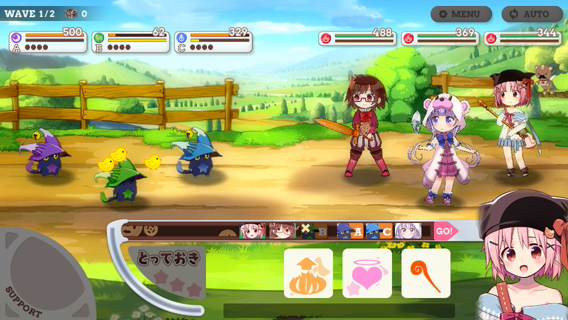 WAVE 1/2 0
MENU
AUTO
500
62
329
488
369
344
A
B
C
B A C GO!
とっておき
SUPPORT